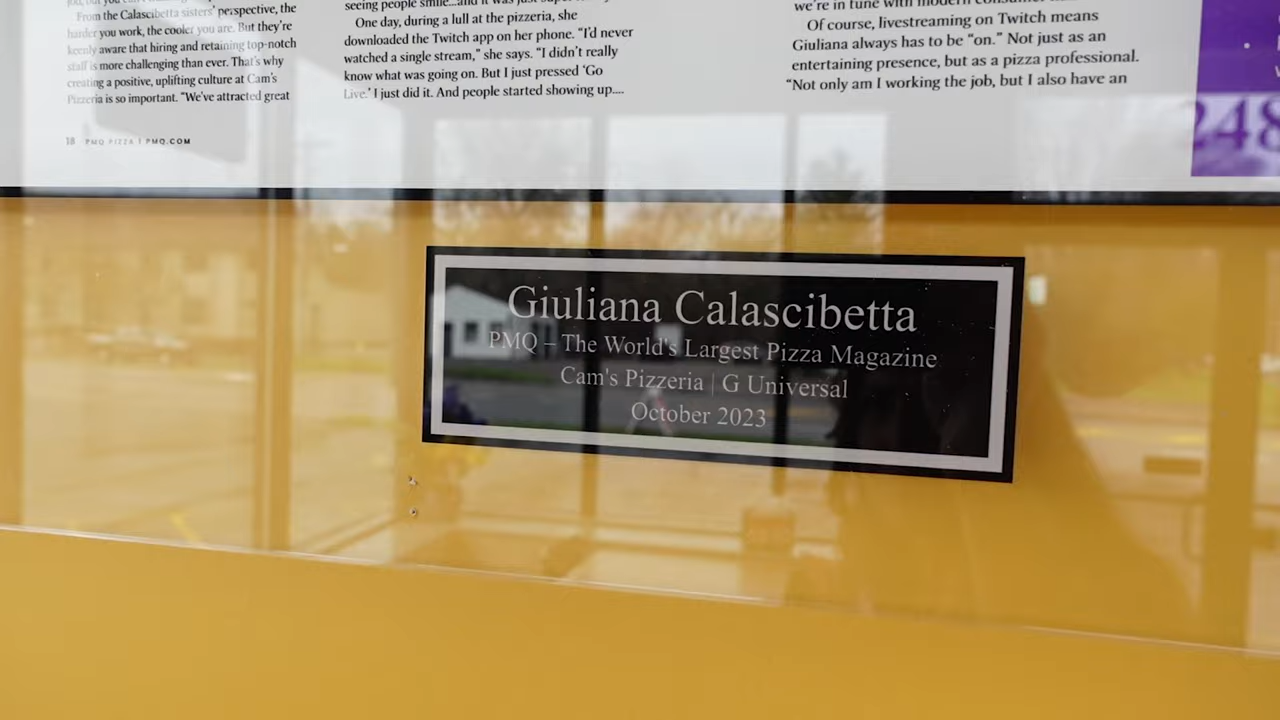 From the Calascibetta sisters' perspective, the
harder you work, the cooler you are. But they're
keenly aware that hiring and retaining top-notch
staff is more challenging than ever. That's why
creating a positive, uplifting culture at Cam's
Pizzeria is so important. "We've attracted great
18 PMQ PIZZA | PMQ.COM
seeing people smile...and it was just
One day, during a lull at the pizzeria, she
downloaded the Twitch app on her phone. "I'd never
watched a single stream," she says. "I didn't really
know what was going on. But I just pressed 'Go
Live.' I just did it. And people started showing up....
we're in tune with modern
Of course, livestreaming on Twitch means
Giuliana always has to be "on." Not just as an
entertaining presence, but as a pizza professional.
"Not only am I working the job, but I also have an
248
Giuliana Calascibetta
PMQ – The World's Largest Pizza Magazine
Cam's Pizzeria | G Universal
October 2023